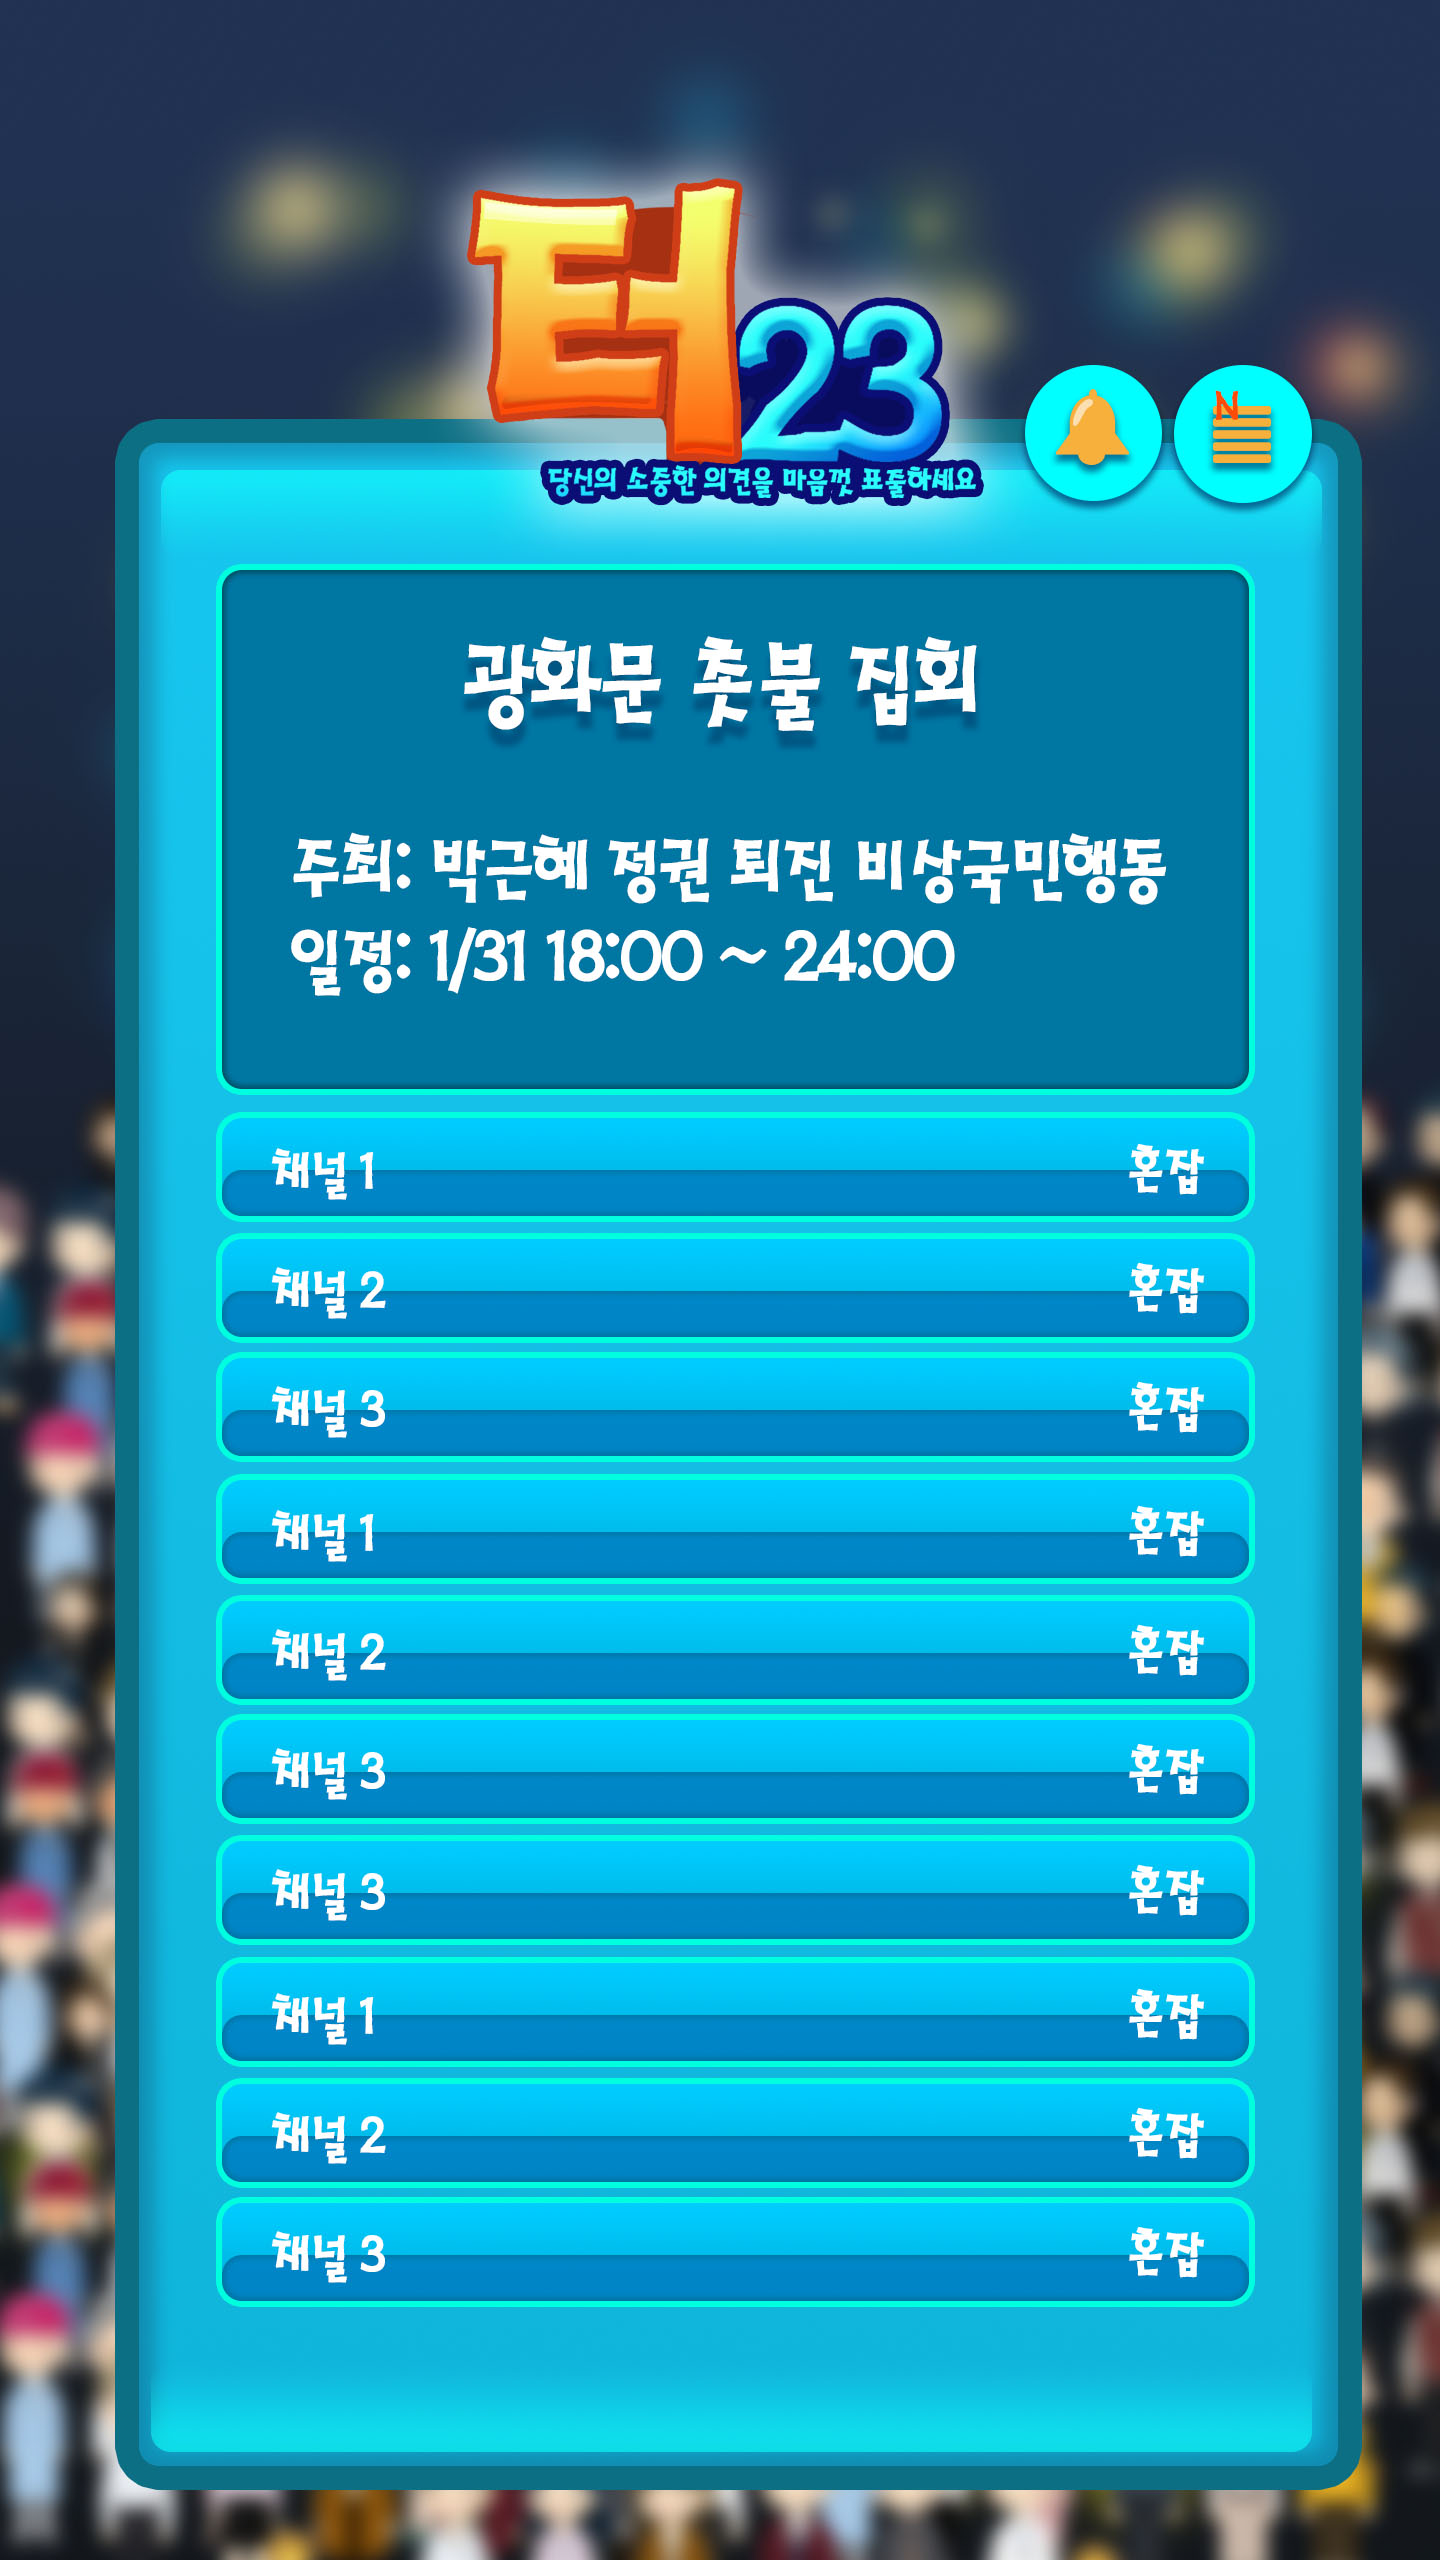 터23
당신의 소중한 의견을 마음껏 표출하세요
N
광화문 촛불 집회
주최: 박근혜 정권 퇴진 비상국민행동
일정: 1/31 18:00 ~ 24:00
채널 1 혼잡
채널 2 혼잡
채널 3 혼잡
채널 1 혼잡
채널 2 혼잡
채널 3 혼잡
채널 3 혼잡
채널 1 혼잡
채널 2 혼잡
채널 3 혼잡